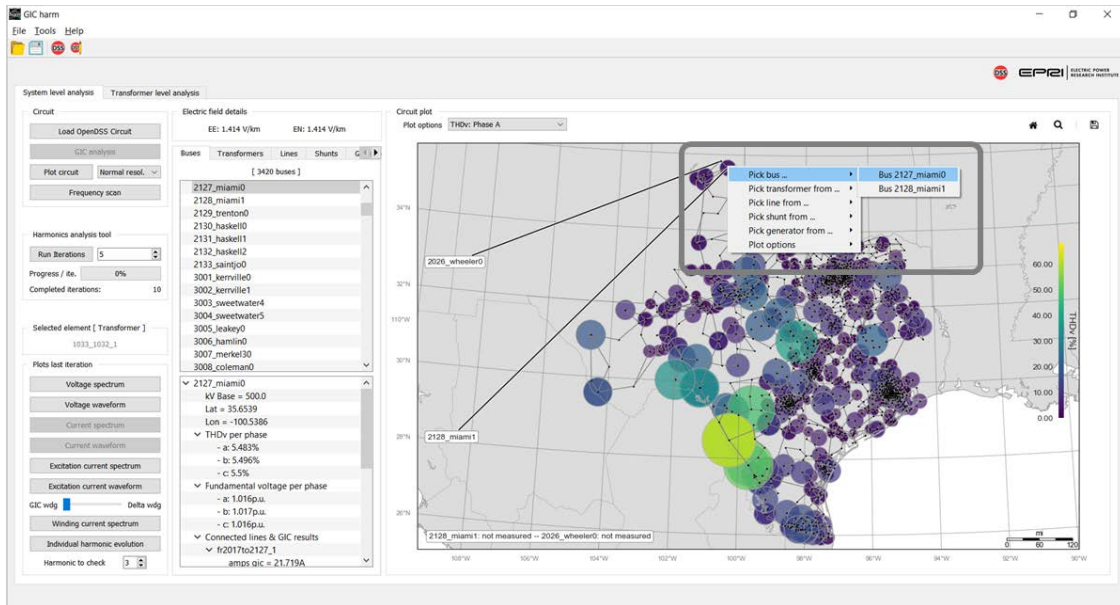 GIC harm
File Tools Help
DSS
DSS EPRI ELECTRIC POWER RESEARCH INSTITUTE
System level analysis Transformer level analysis
Circuit
Load OpenDSS Circuit
GIC analysis
Plot circuit Normal resol.
Frequency scan
Harmonics analysis tool
Run Iterations 5
Progress / ite. 0%
Completed iterations: 10
Selected element [ Transformer ]
1033_1032_1
Plots last iteration
Voltage spectrum
Voltage waveform
Current spectrum
Current waveform
Excitation current spectrum
Excitation current waveform
GIC wdg Delta wdg
Winding current spectrum
Individual harmonic evolution
Harmonic to check 3
Electric field details
EE: 1.414 V/km EN: 1.414 V/km
Buses Transformers Lines Shunts G
[ 3420 buses ]
2127_miami0
2128_miami1
2129_trenton0
2130_haskell0
2131_haskell1
2132_haskell2
2133_saintjo0
3001_kerrville0
3002_kerrville1
3003_sweetwater4
3004_sweetwater5
3005_leakey0
3006_hamlin0
3007_merkel30
3008_coleman0
2127_miami0
kV Base = 500.0
Lat = 35.6539
Lon = -100.5386
THDv per phase
- a: 5.483%
- b: 5.496%
- c: 5.5%
Fundamental voltage per phase
- a: 1.016p.u.
- b: 1.017p.u.
- c: 1.016p.u.
Connected lines & GIC results
fr2017to2127_1
amps gic = 21.719A
Circuit plot
Plot options THDv: Phase A
Pick bus ...
Pick transformer from ...
Pick line from ...
Pick shunt from ...
Pick generator from ...
Plot options
Bus 2127_miami0
Bus 2128_miami1
2026_wheeler0
2128_miami1
34°N
32°N
110°W
30°N
28°N
26°N
60.00
50.00
40.00
30.00
20.00
10.00
0.00
THDv [%]
2128_miami1: not measured -- 2026_wheeler0: not measured
mi
0 60 120
108°W 106°W 104°W 102°W 100°W 98°W 96°W 94°W 92°W 90°W